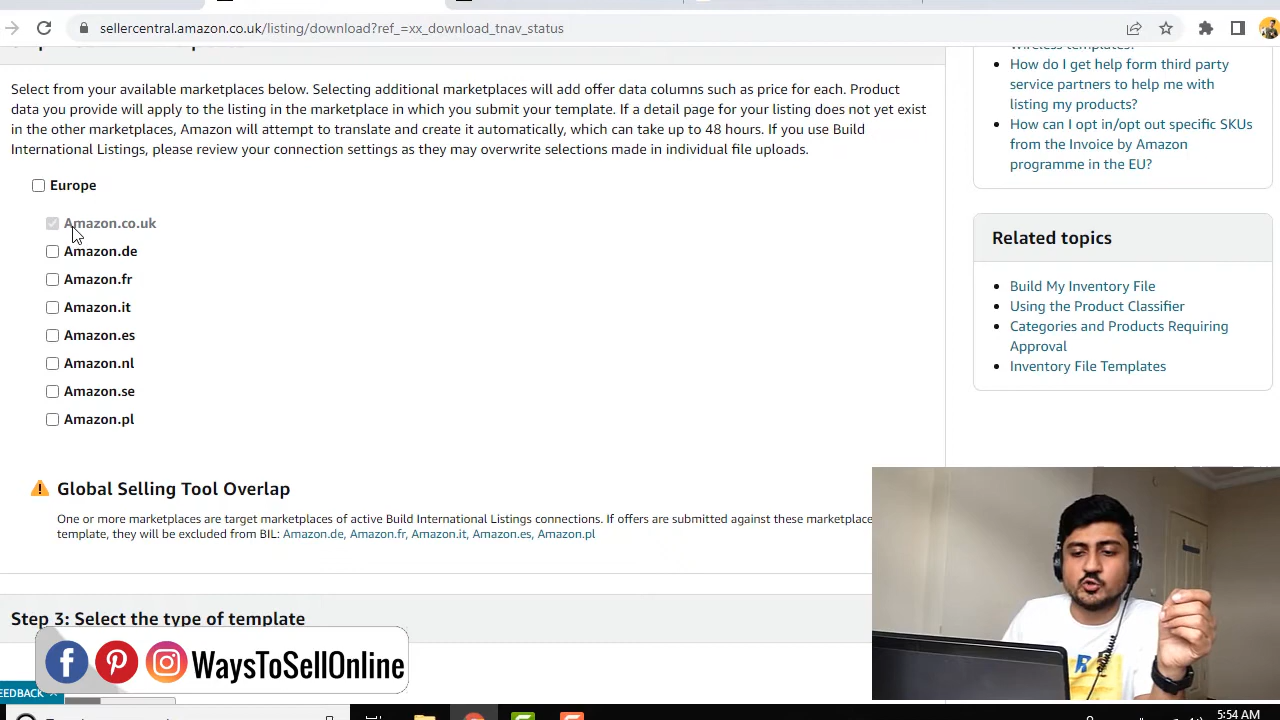 sellercentral.amazon.co.uk/listing/download?ref_=xx_download_tnav_status
Select from your available marketplaces below. Selecting additional marketplaces will add offer data columns such as price for each. Product
data you provide will apply to the listing in the marketplace in which you submit your template. If a detail page for your listing does not yet exist
in the other marketplaces, Amazon will attempt to translate and create it automatically, which can take up to 48 hours. If you use Build
International Listings, please review your connection settings as they may overwrite selections made in individual file uploads.
Europe
Amazon.co.uk
Amazon.de
Amazon.fr
Amazon.it
Amazon.es
Amazon.nl
Amazon.se
Amazon.pl
Global Selling Tool Overlap
One or more marketplaces are target marketplaces of active Build International Listings connections. If offers are submitted against these marketplace
template, they will be excluded from BIL: Amazon.de, Amazon.fr, Amazon.it, Amazon.es, Amazon.pl
Step 3: Select the type of template
WaysToSellOnline
EEDBACK
wireless templates?
How do I get help form third party
service partners to help me with
listing my products?
How can I opt in/opt out specific SKUs
from the Invoice by Amazon
programme in the EU?
Related topics
Build My Inventory File
Using the Product Classifier
Categories and Products Requiring
Approval
Inventory File Templates
5:54 AM